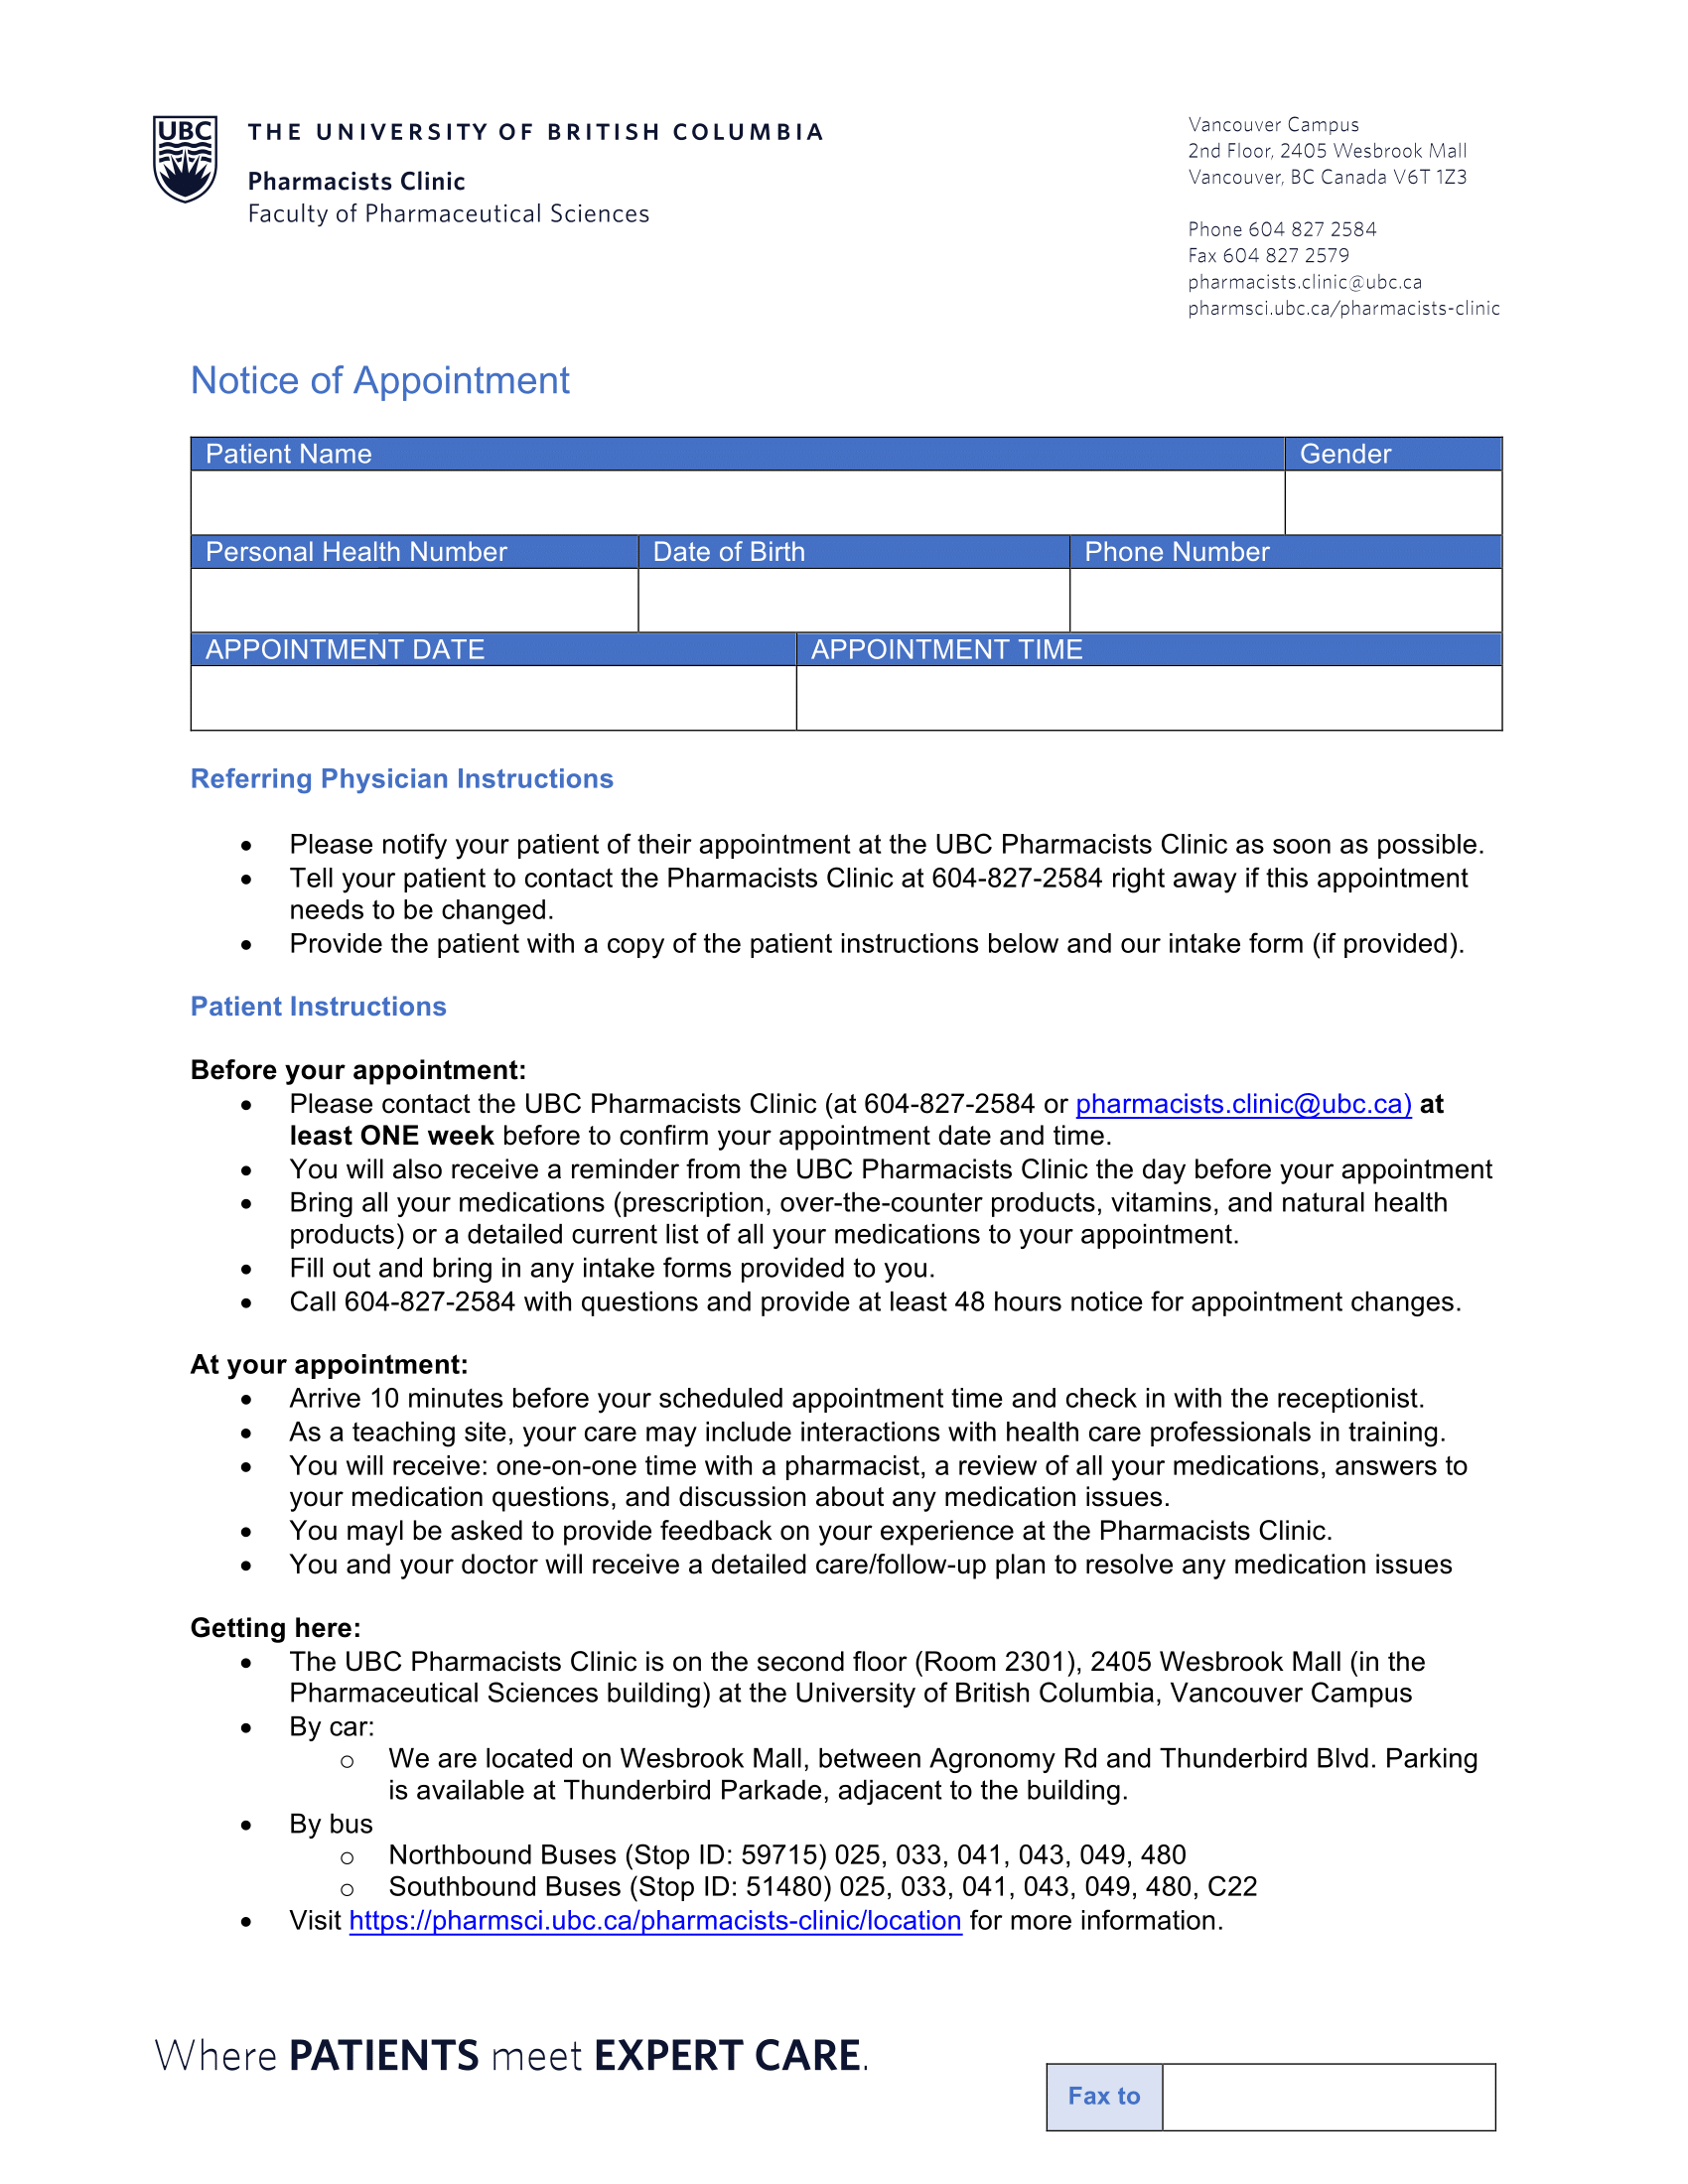 UBC
THE UNIVERSITY OF BRITISH COLUMBIA
Pharmacists Clinic
Faculty of Pharmaceutical Sciences
Vancouver Campus
2nd Floor, 2405 Wesbrook Mall
Vancouver, BC Canada V6T 1Z3
Phone 604 827 2584
Fax 604 827 2579
pharmacists.clinic@ubc.ca
pharmsci.ubc.ca/pharmacists-clinic
Notice of Appointment
Patient Name Gender
Personal Health Number Date of Birth Phone Number
APPOINTMENT DATE APPOINTMENT TIME
Referring Physician Instructions
• Please notify your patient of their appointment at the UBC Pharmacists Clinic as soon as possible.
• Tell your patient to contact the Pharmacists Clinic at 604-827-2584 right away if this appointment
needs to be changed.
• Provide the patient with a copy of the patient instructions below and our intake form (if provided).
Patient Instructions
Before your appointment:
• Please contact the UBC Pharmacists Clinic (at 604-827-2584 or pharmacists.clinic@ubc.ca) at
least ONE week before to confirm your appointment date and time.
• You will also receive a reminder from the UBC Pharmacists Clinic the day before your appointment
• Bring all your medications (prescription, over-the-counter products, vitamins, and natural health
products) or a detailed current list of all your medications to your appointment.
• Fill out and bring in any intake forms provided to you.
• Call 604-827-2584 with questions and provide at least 48 hours notice for appointment changes.
At your appointment:
• Arrive 10 minutes before your scheduled appointment time and check in with the receptionist.
• As a teaching site, your care may include interactions with health care professionals in training.
• You will receive: one-on-one time with a pharmacist, a review of all your medications, answers to
your medication questions, and discussion about any medication issues.
• You mayl be asked to provide feedback on your experience at the Pharmacists Clinic.
• You and your doctor will receive a detailed care/follow-up plan to resolve any medication issues
Getting here:
• The UBC Pharmacists Clinic is on the second floor (Room 2301), 2405 Wesbrook Mall (in the
Pharmaceutical Sciences building) at the University of British Columbia, Vancouver Campus
• By car:
o We are located on Wesbrook Mall, between Agronomy Rd and Thunderbird Blvd. Parking
is available at Thunderbird Parkade, adjacent to the building.
• By bus
o Northbound Buses (Stop ID: 59715) 025, 033, 041, 043, 049, 480
o Southbound Buses (Stop ID: 51480) 025, 033, 041, 043, 049, 480, C22
• Visit https://pharmsci.ubc.ca/pharmacists-clinic/location for more information.
Where PATIENTS meet EXPERT CARE.
Fax to